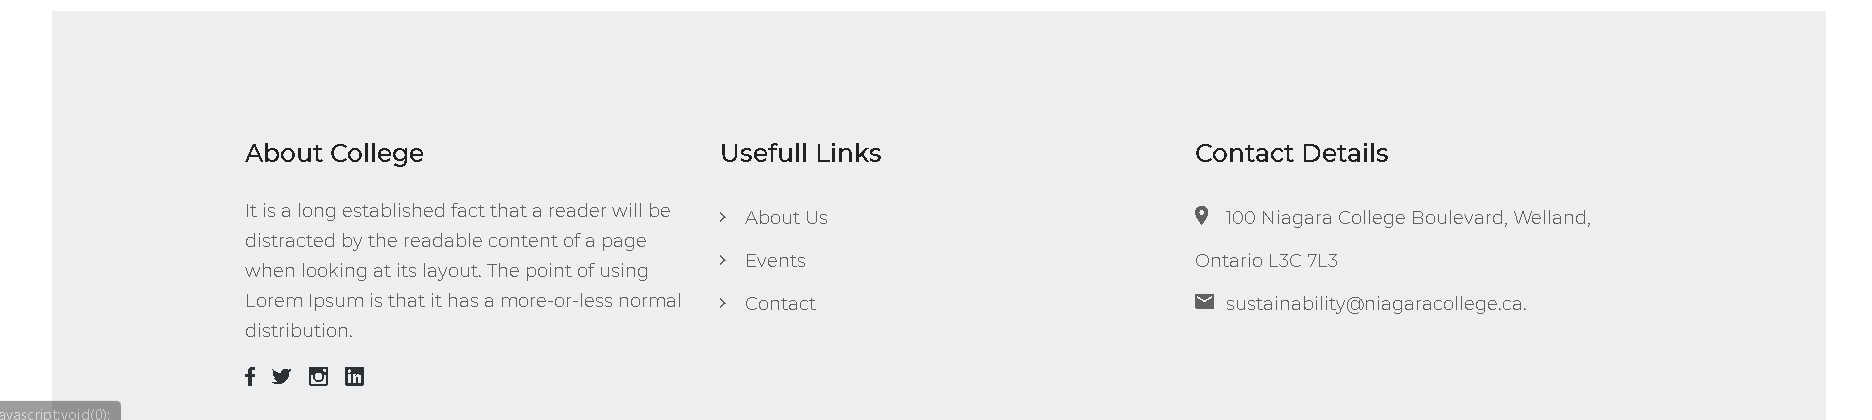 About College
It is a long established fact that a reader will be
distracted by the readable content of a page
when looking at its layout. The point of using
Lorem Ipsum is that it has a more-or-less normal
distribution.
Usefull Links
About Us
Events
Contact
Contact Details
100 Niagara College Boulevard, Welland,
Ontario L3C 7L3
sustainability@niagaracollege.ca.
avascript:void(0);